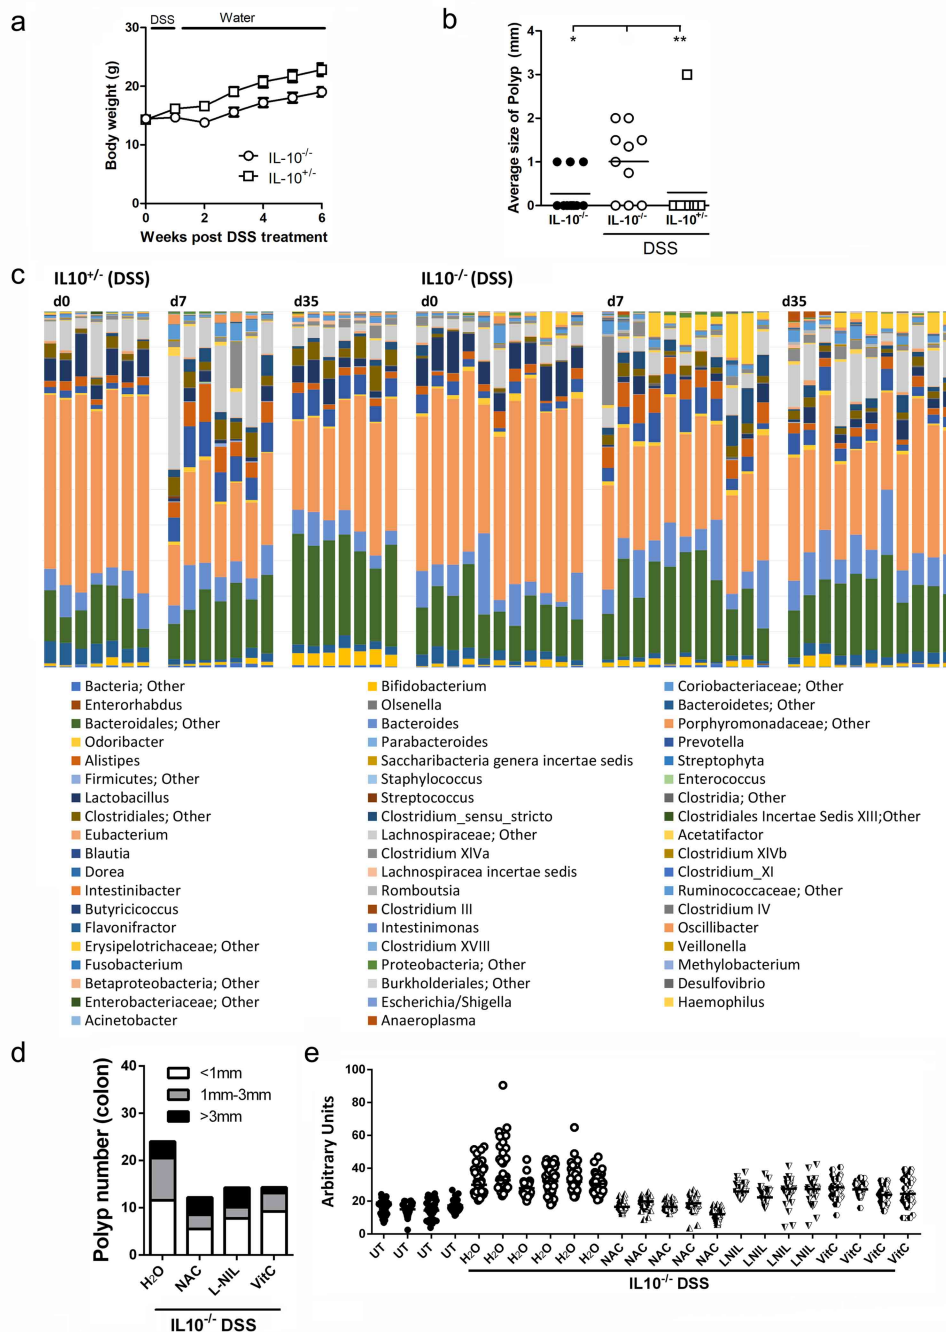 a
DSS
Water
30
20
10
0
Body weight (g)
IL-10-/-
IL-10+/-
0 2 4 6
Weeks post DSS treatment
b
* **
4
3
2
1
0
Average size of Polyp (mm)
IL-10-/- IL-10-/- IL-10+/-
DSS
c
IL10+/- (DSS) IL10-/- (DSS)
d0 d7 d35 d0 d7 d35
Bacteria; Other Bifidobacterium Coriobacteriaceae; Other
Enterorhabdus Olsenella Bacteroidetes; Other
Bacteroidales; Other Bacteroides Porphyromonadaceae; Other
Odoribacter Parabacteroides Prevotella
Alistipes Saccharibacteria genera incertae sedis Streptophyta
Firmicutes; Other Staphylococcus Enterococcus
Lactobacillus Streptococcus Clostridia; Other
Clostridiales; Other Clostridium_sensu_stricto Clostridiales Incertae Sedis XIII;Other
Eubacterium Lachnospiraceae; Other Acetatifactor
Blautia Clostridium XlVa Clostridium XlVb
Dorea Lachnospiracea incertae sedis Clostridium_XI
Intestinibacter Romboutsia Ruminococcaceae; Other
Butyricicoccus Clostridium III Clostridium IV
Flavonifractor Intestinimonas Oscillibacter
Erysipelotrichaceae; Other Clostridium XVIII Veillonella
Fusobacterium Proteobacteria; Other Methylobacterium
Betaproteobacteria; Other Burkholderiales; Other Desulfovibrio
Enterobacteriaceae; Other Escherichia/Shigella Haemophilus
Acinetobacter Anaeroplasma
d
40
30
20
10
0
Polyp number (colon)
<1mm
1mm-3mm
>3mm
H2O NAC L-NIL VitC
IL10-/- DSS
e
100
80
60
40
20
0
Arbitrary Units
UT UT UT UT H2O H2O H2O H2O H2O H2O NAC NAC NAC NAC NAC LNIL LNIL LNIL LNIL VitC VitC VitC VitC
IL10-/- DSS